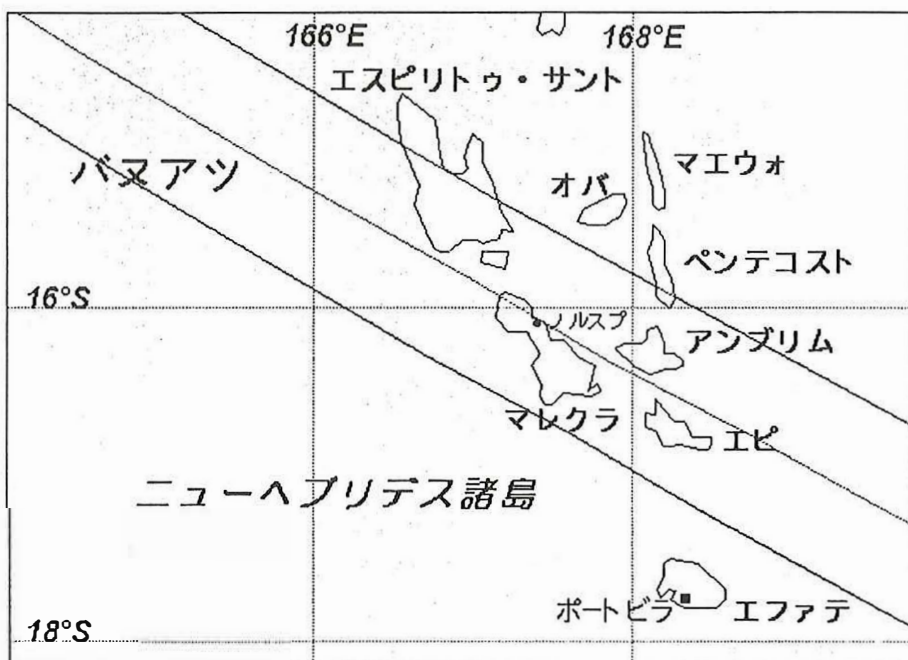 166°E
168°E
エスピリトゥ・サント
バヌアツ
オバ
マエウォ
ペンテコスト
16°S
ノルスプ
アンブリム
マレクラ
エピ
ニューヘブリデス諸島
ポートビラ
エファテ
18°S